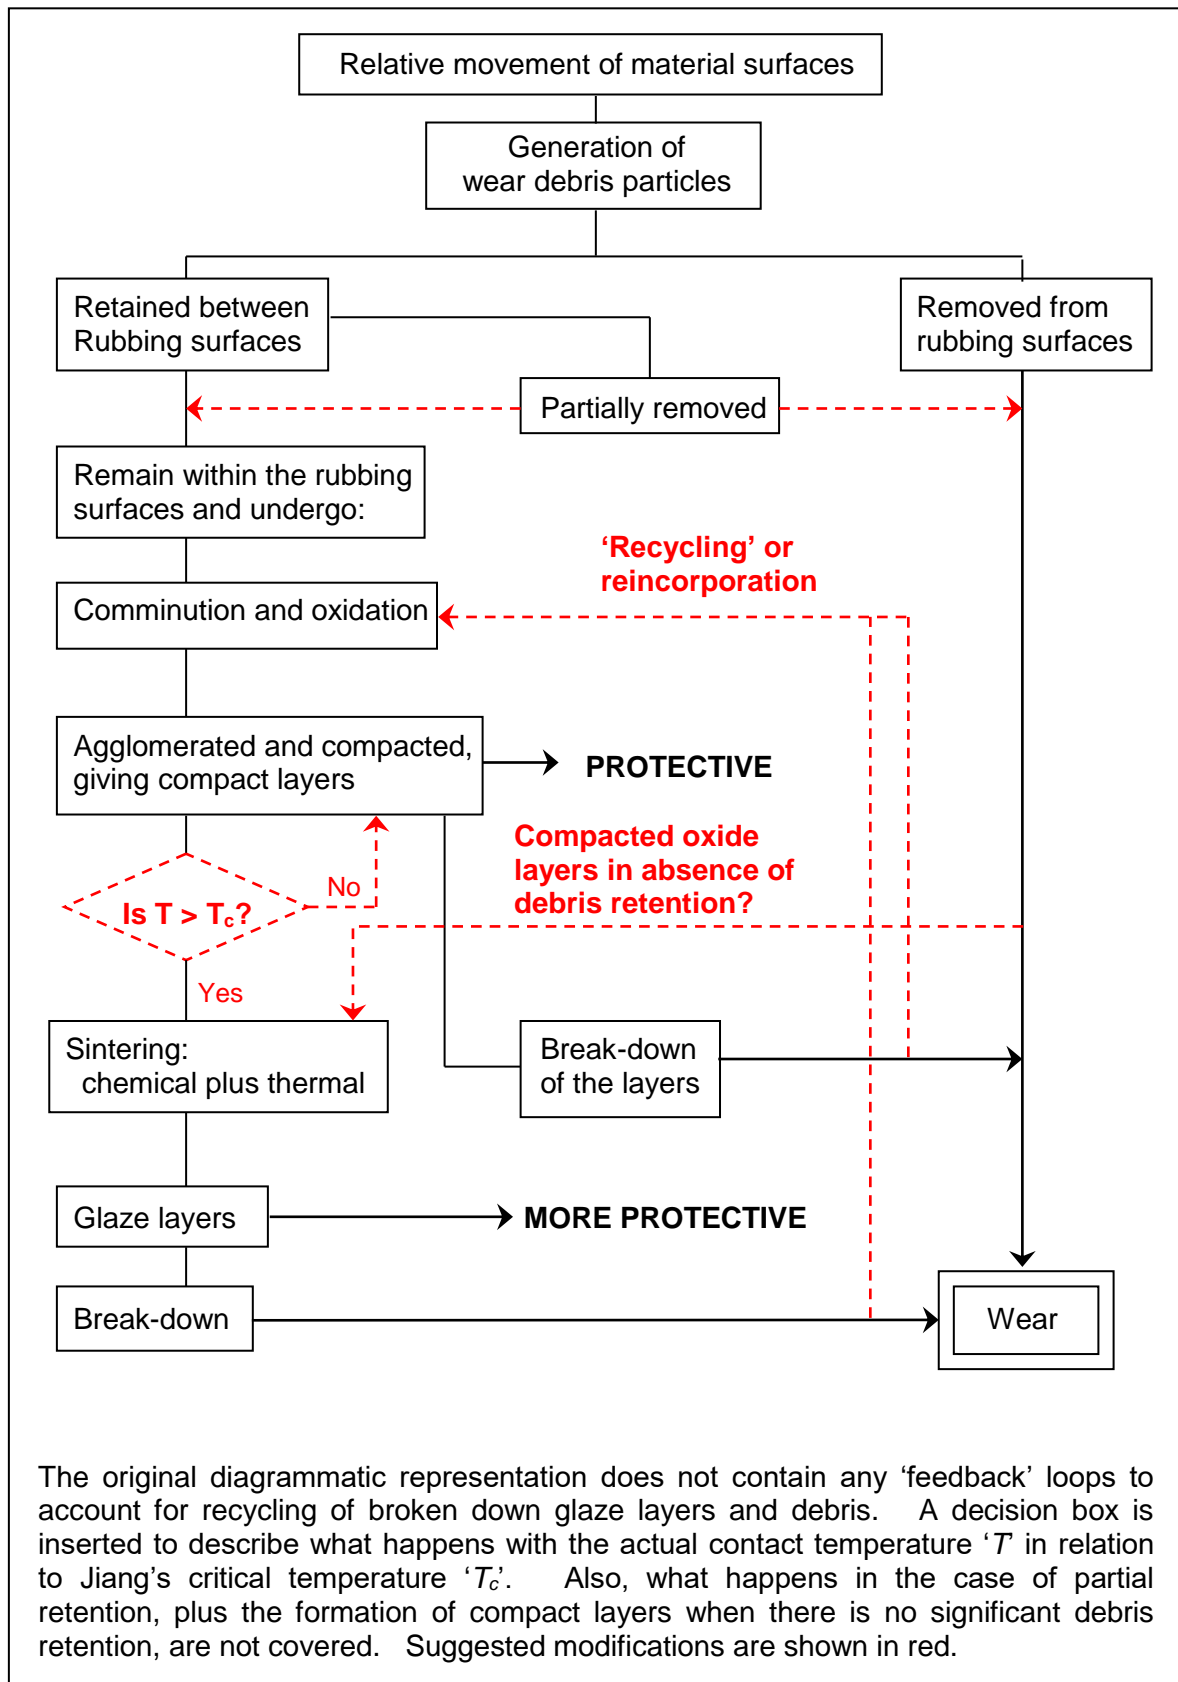 Relative movement of material surfaces
Generation of
wear debris particles
Retained between
Rubbing surfaces
Removed from
rubbing surfaces
Partially removed
Remain within the rubbing
surfaces and undergo:
‘Recycling’ or
reincorporation
Comminution and oxidation
Agglomerated and compacted,
giving compact layers
PROTECTIVE
Compacted oxide
layers in absence of
debris retention?
No
Is T > Tc?
Yes
Sintering:
chemical plus thermal
Break-down
of the layers
Glaze layers
MORE PROTECTIVE
Break-down
Wear
The original diagrammatic representation does not contain any ‘feedback’ loops to
account for recycling of broken down glaze layers and debris. A decision box is
inserted to describe what happens with the actual contact temperature ‘T’ in relation
to Jiang’s critical temperature ‘Tc’. Also, what happens in the case of partial
retention, plus the formation of compact layers when there is no significant debris
retention, are not covered. Suggested modifications are shown in red.